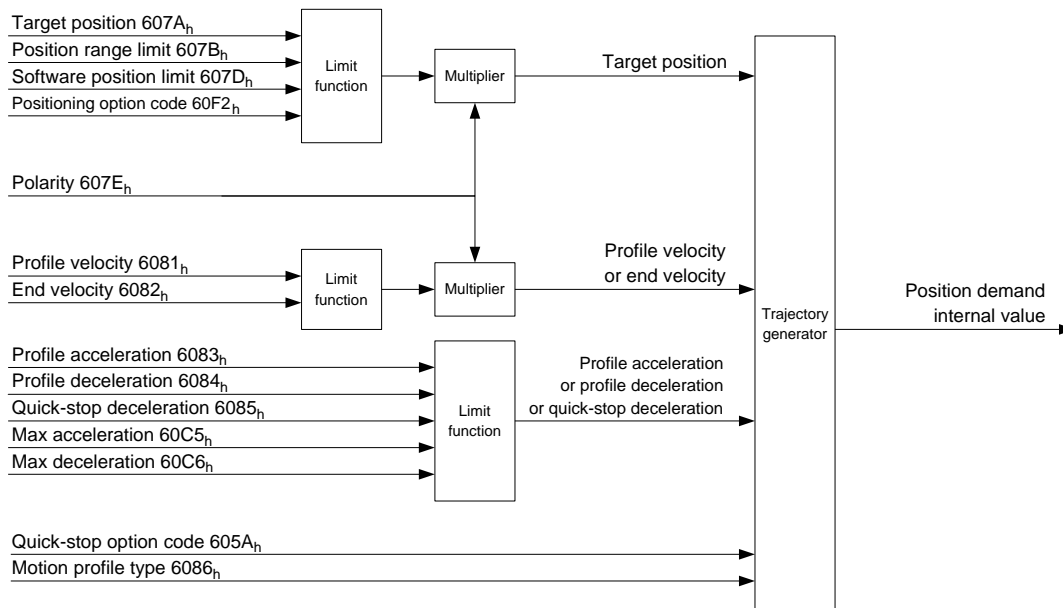 Target position 607Ah
Position range limit 607Bh
Software position limit 607Dh
Positioning option code 60F2h
Limit
function
Multiplier
Target position
Polarity 607Eh
Profile velocity 6081h
End velocity 6082h
Limit
function
Multiplier
Profile velocity
or end velocity
Trajectory
generator
Position demand
internal value
Profile acceleration 6083h
Profile deceleration 6084h
Quick-stop deceleration 6085h
Max acceleration 60C5h
Max deceleration 60C6h
Limit
function
Profile acceleration
or profile deceleration
or quick-stop deceleration
Quick-stop option code 605Ah
Motion profile type 6086h